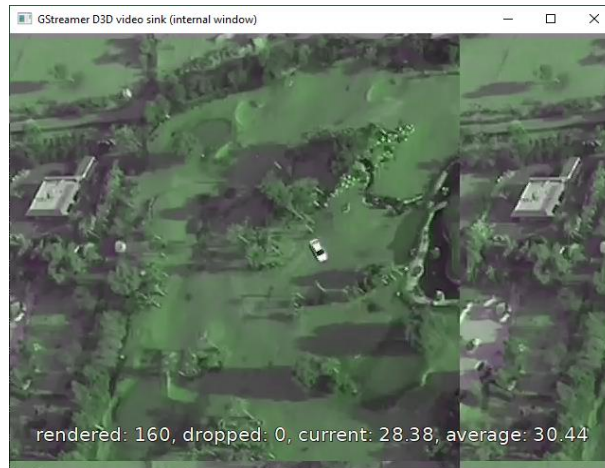 GStreamer D3D video sink (internal window)
rendered: 160, dropped: 0, current: 28.38, average: 30.44